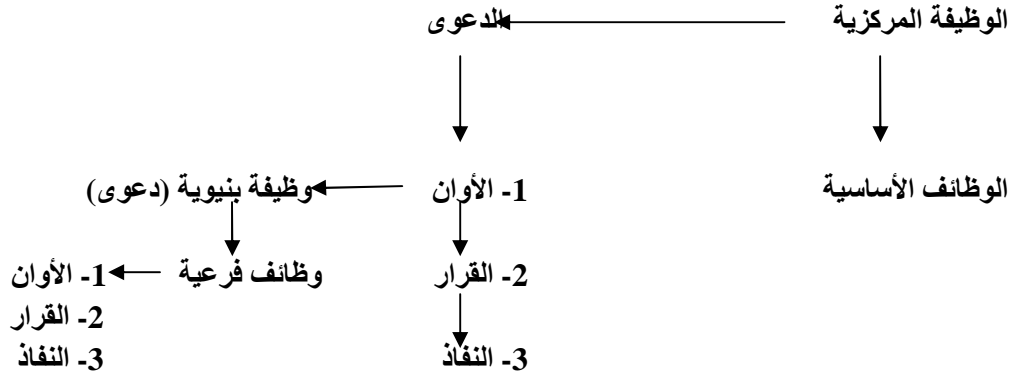 الوظيفة المركزية الدعوى
الوظائف الأساسية 1- الأوان وظيفة بنيوية (دعوى)
2- القرار وظائف فرعية 1- الأوان
2- القرار
3- النفاذ 3- النفاذ